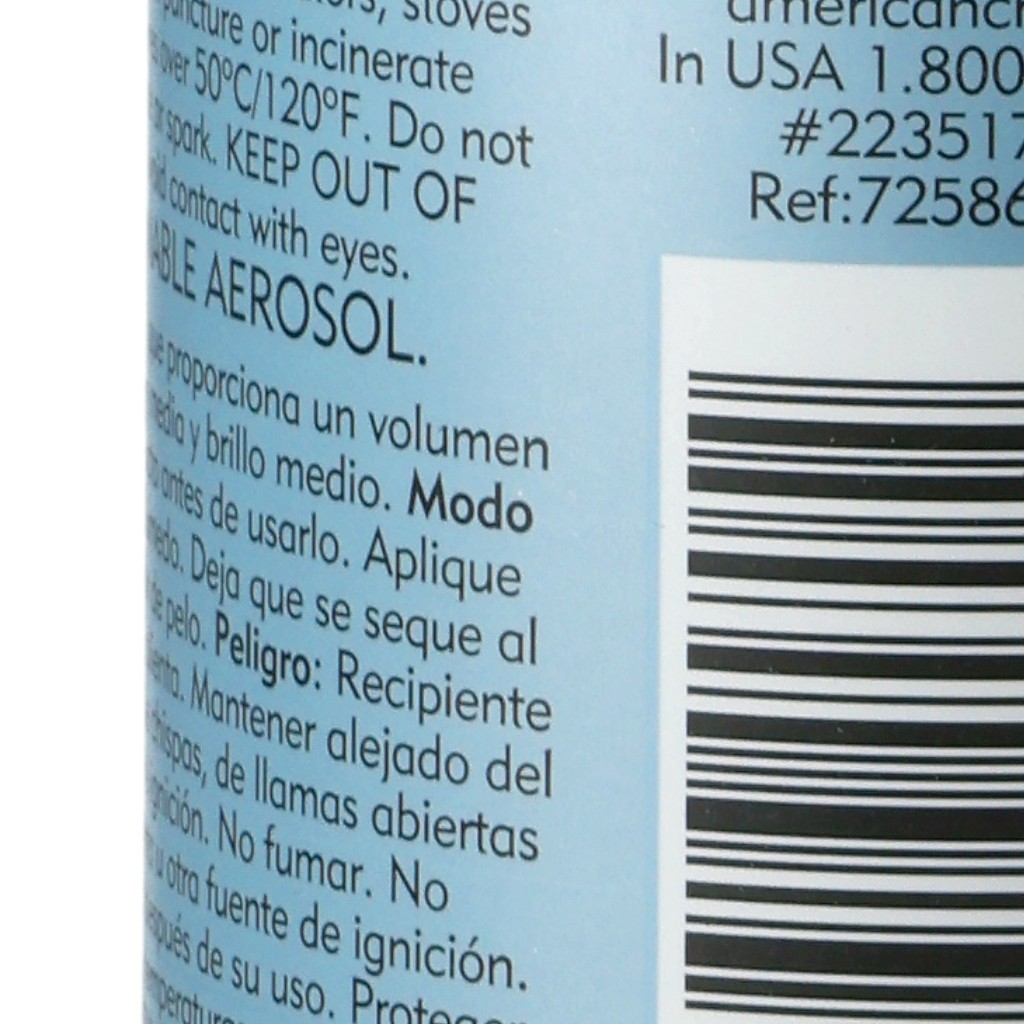 stoves
puncture or incinerate
over 50°C/120°F. Do not
spark. KEEP OUT OF
contact with eyes.
AEROSOL.
proporciona un volumen
y brillo medio. Modo
antes de usarlo. Aplique
Deja que se seque al
pelo. Peligro: Recipiente
Mantener alejado del
chispas, de llamas abiertas
ignición. No fumar. No
u otra fuente de ignición.
de su uso.
In USA 1.800
#223517
Ref:72586